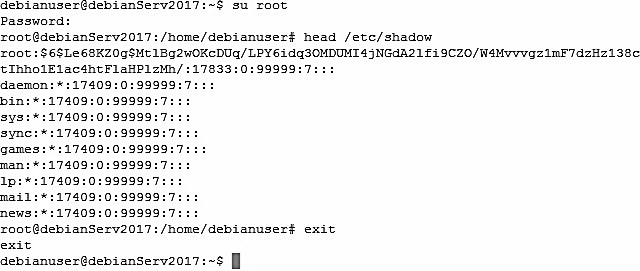 debianuser@debianServ2017:~$ su root
Password:
root@debianServ2017:/home/debianuser# head /etc/shadow
root:$6$Le68KZ0g$MtlBg2wOKcDUq/LPY6idq3OMDUMI4jNGdA2lfi9CZO/W4Mvvvgz1mF7dzHz138c
tIhho1E1ac4htFlaHPlzMh/:17833:0:99999:7:::
daemon:*:17409:0:99999:7:::
bin:*:17409:0:99999:7:::
sys:*:17409:0:99999:7:::
sync:*:17409:0:99999:7:::
games:*:17409:0:99999:7:::
man:*:17409:0:99999:7:::
lp:*:17409:0:99999:7:::
mail:*:17409:0:99999:7:::
news:*:17409:0:99999:7:::
root@debianServ2017:/home/debianuser# exit
exit
debianuser@debianServ2017:~$